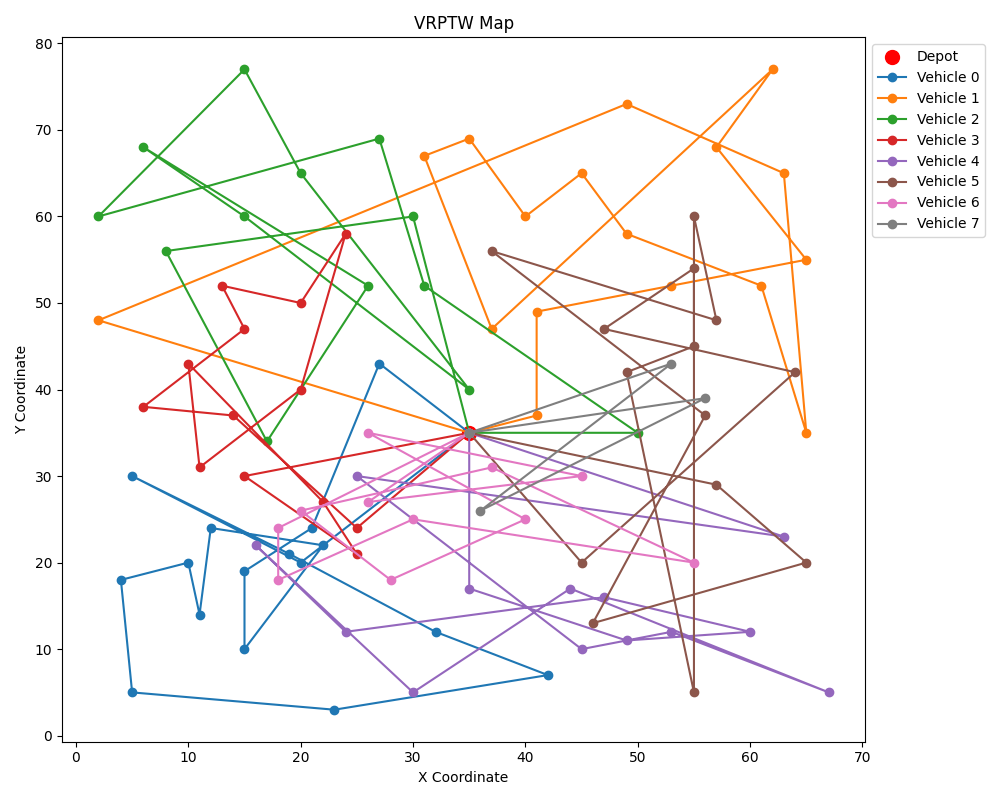 VRPTW Map
Depot
Vehicle 0
Vehicle 1
Vehicle 2
Vehicle 3
Vehicle 4
Vehicle 5
Vehicle 6
Vehicle 7
Y Coordinate
80
70
60
50
40
30
20
10
0
0 10 20 30 40 50 60 70
X Coordinate